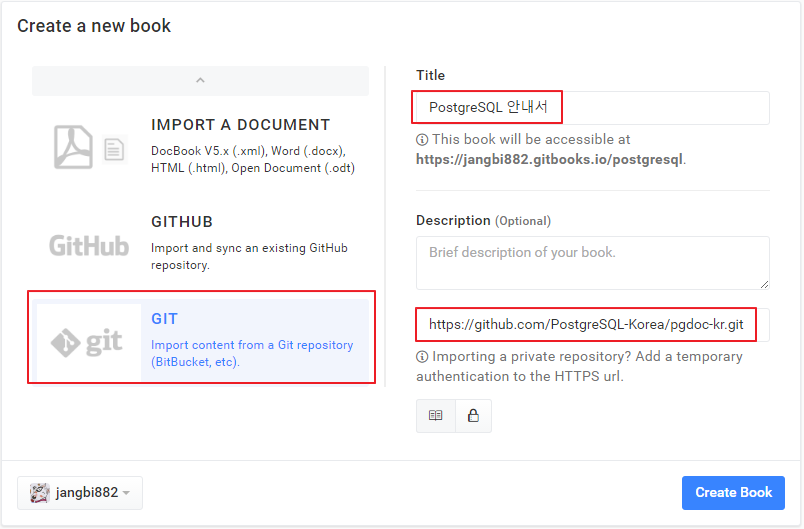 Create a new book
IMPORT A DOCUMENT
DocBook V5.x (.xml), Word (.docx),
HTML (.html), Open Document (.odt)
GitHub
GITHUB
Import and sync an existing GitHub
repository.
git
GIT
Import content from a Git repository
(BitBucket, etc).
Title
PostgreSQL 안내서
This book will be accessible at
https://jangbi882.gitbooks.io/postgresql.
Description (Optional)
Brief description of your book.
https://github.com/PostgreSQL-Korea/pgdoc-kr.git
Importing a private repository? Add a temporary
authentication to the HTTPS url.
jangbi882
Create Book